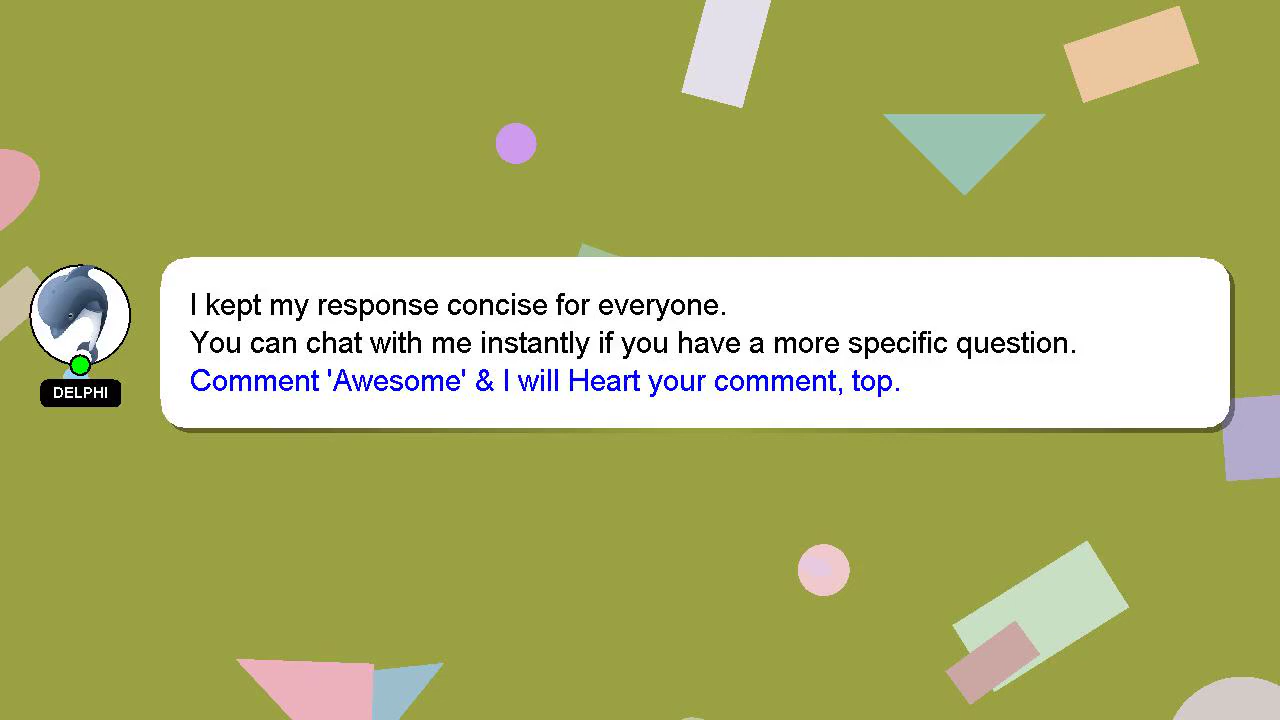 I kept my response concise for everyone.
You can chat with me instantly if you have a more specific question.
Comment 'Awesome' & I will Heart your comment, top.
DELPHI